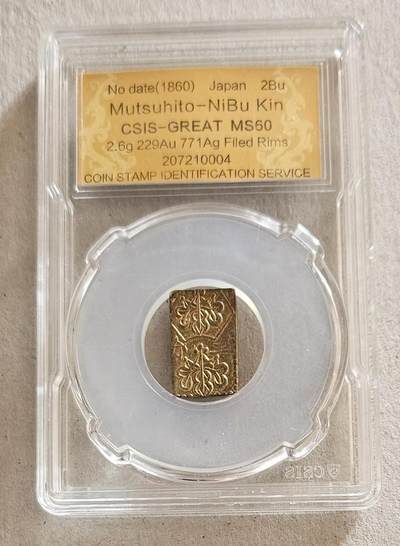 No date(1860) Japan 2Bu
Mutsuhito-NiBu Kin
CSIS-GREAT MS60
2.6g 229Au 771Ag Filed Rims
207210004
COIN STAMP IDENTIFICATION SERVICE
CSIS